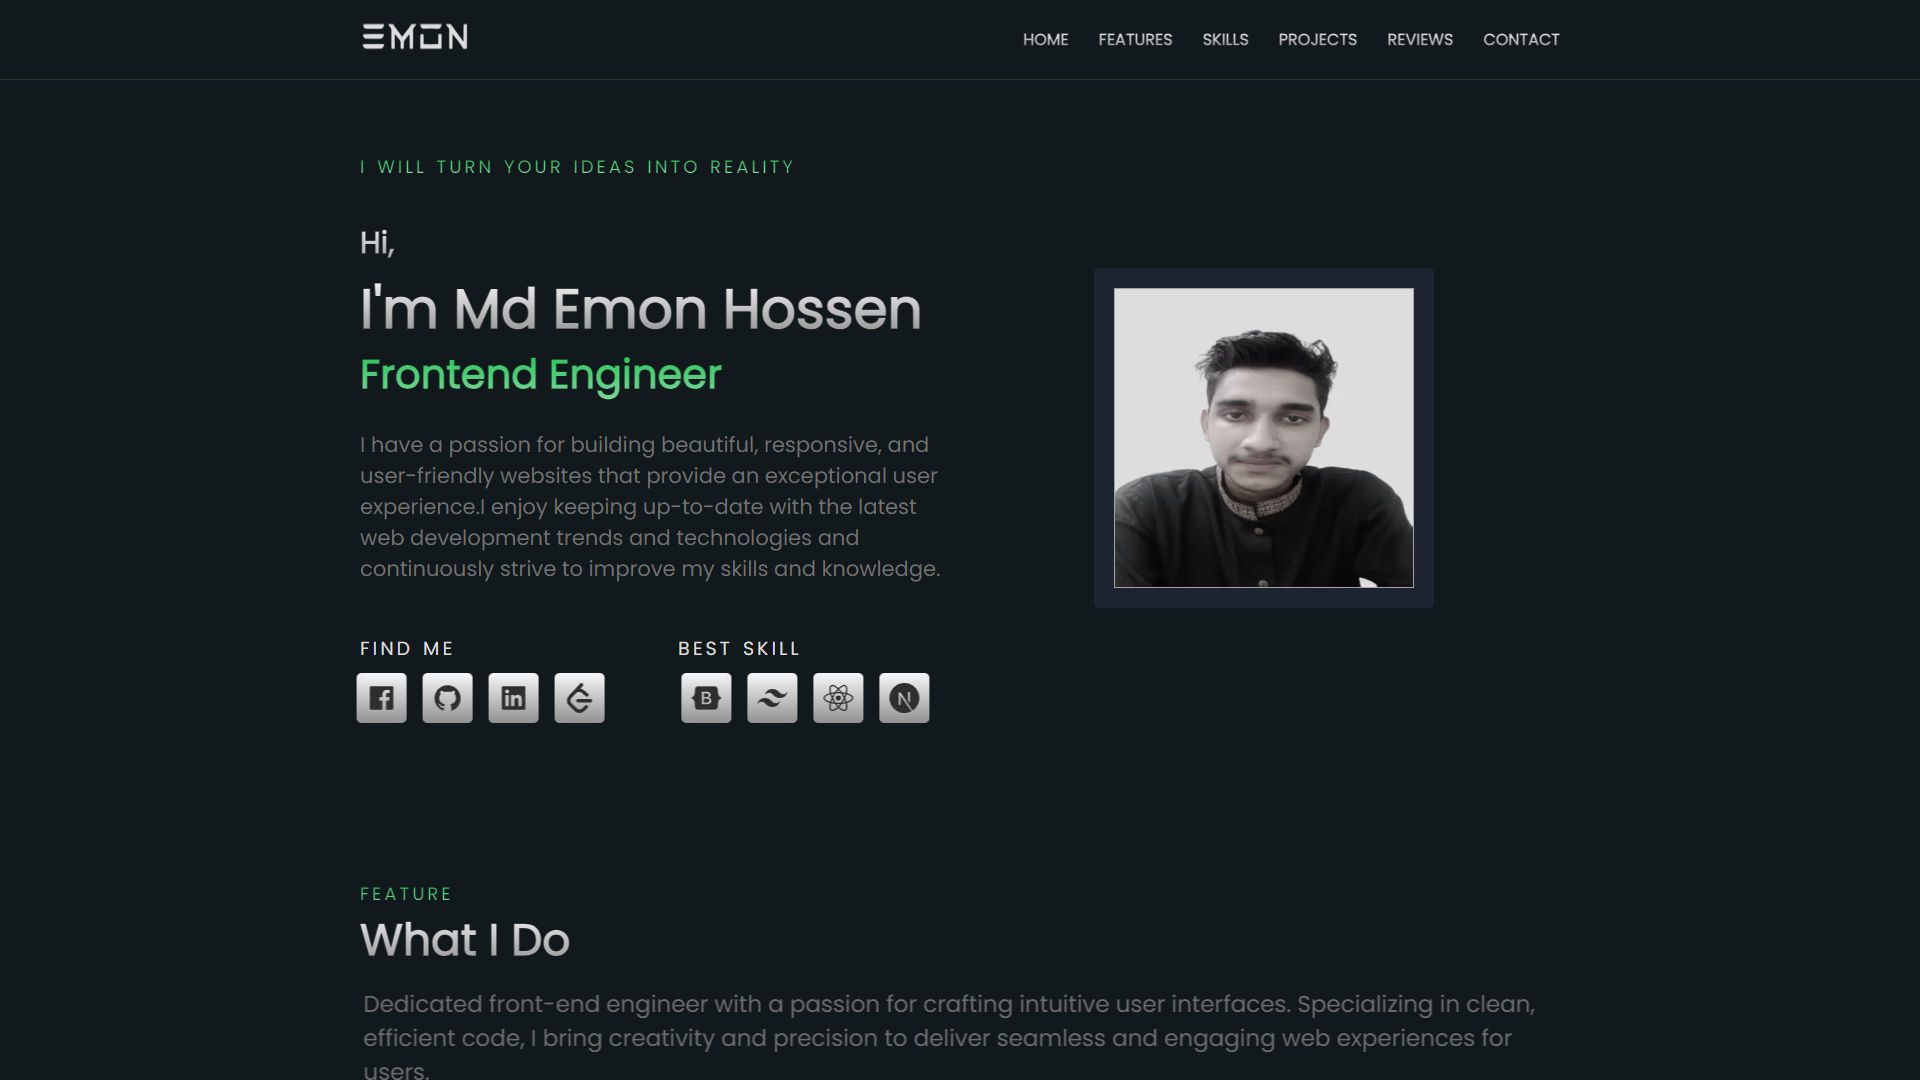 EMON
HOME FEATURES SKILLS PROJECTS REVIEWS CONTACT
I WILL TURN YOUR IDEAS INTO REALITY
Hi,
I'm Md Emon Hossen
Frontend Engineer
I have a passion for building beautiful, responsive, and
user-friendly websites that provide an exceptional user
experience.I enjoy keeping up-to-date with the latest
web development trends and technologies and
continuously strive to improve my skills and knowledge.
FIND ME
BEST SKILL
in
B
N
FEATURE
What I Do
Dedicated front-end engineer with a passion for crafting intuitive user interfaces. Specializing in clean,
efficient code, I bring creativity and precision to deliver seamless and engaging web experiences for
users.